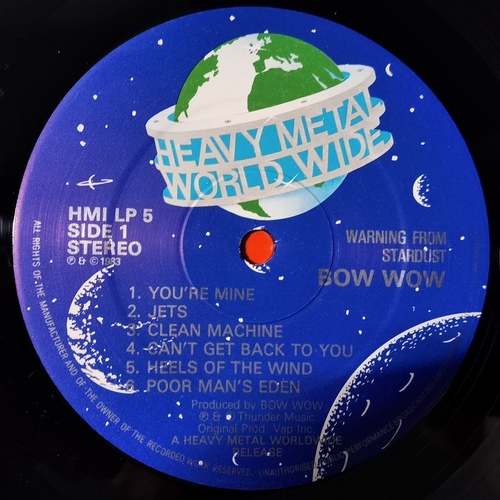 HEAVY METAL
WORLD WIDE
HMI LP 5
SIDE 1
STEREO
℗ & © 1983
WARNING FROM
STARDUST
BOW WOW
1. YOU'RE MINE
2. JETS
3. CLEAN MACHINE
4. CAN'T GET BACK TO YOU
5. HEELS OF THE WIND
6. POOR MAN'S EDEN
Produced by BOW WOW
℗ & © Thunder Music
Original Prod. Vap Inc.
A HEAVY METAL WORLDWIDE
RELEASE
ALL RIGHTS OF THE MANUFACTURER AND OF THE OWNER OF THE RECORDED WORK RESERVED. UNAUTHORISED PERFORMANCE BROADCASTING